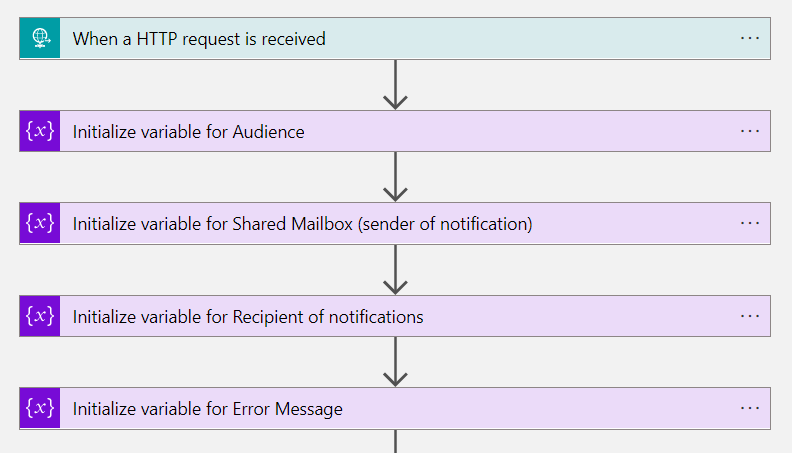 When a HTTP request is received
{x} Initialize variable for Audience
{x} Initialize variable for Shared Mailbox (sender of notification)
{x} Initialize variable for Recipient of notifications
{x} Initialize variable for Error Message